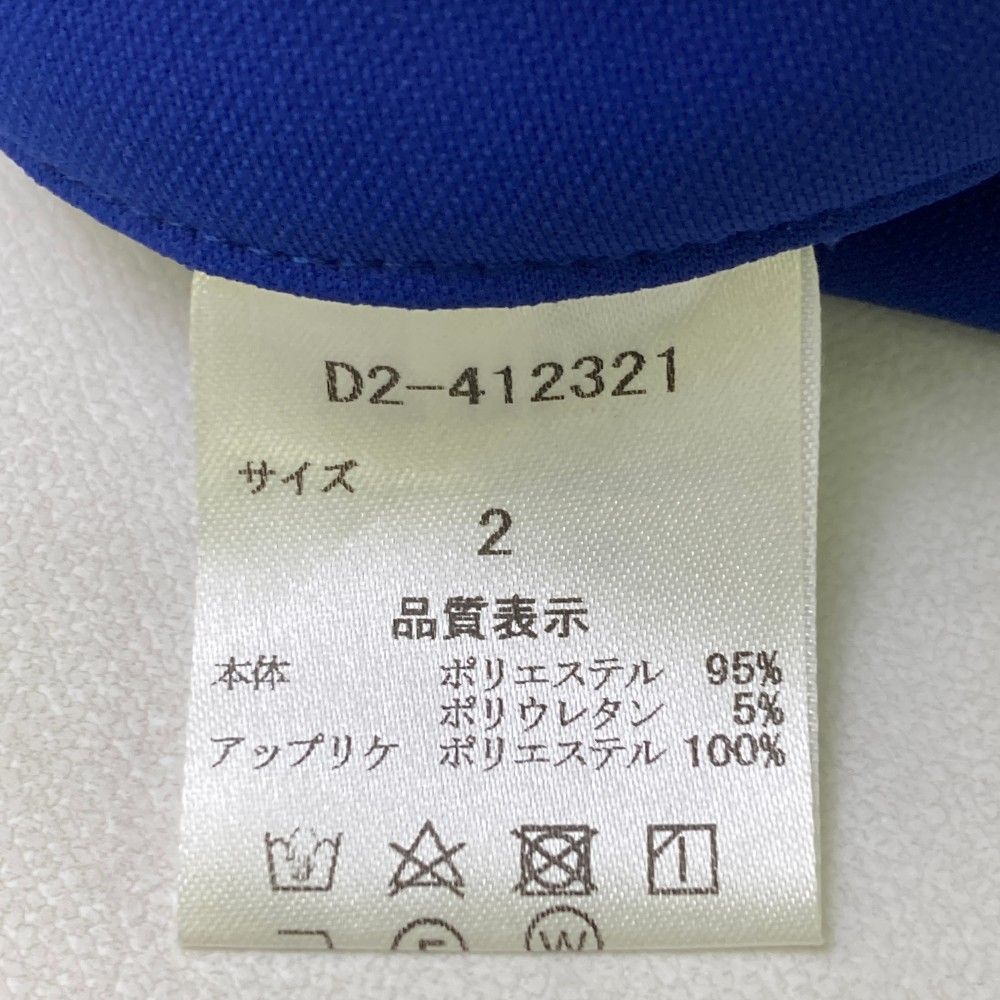 D2-412321
サイズ
2
品質表示
本体 ポリエステル 95%
ポリウレタン 5%
アップリケ ポリエステル 100%
W